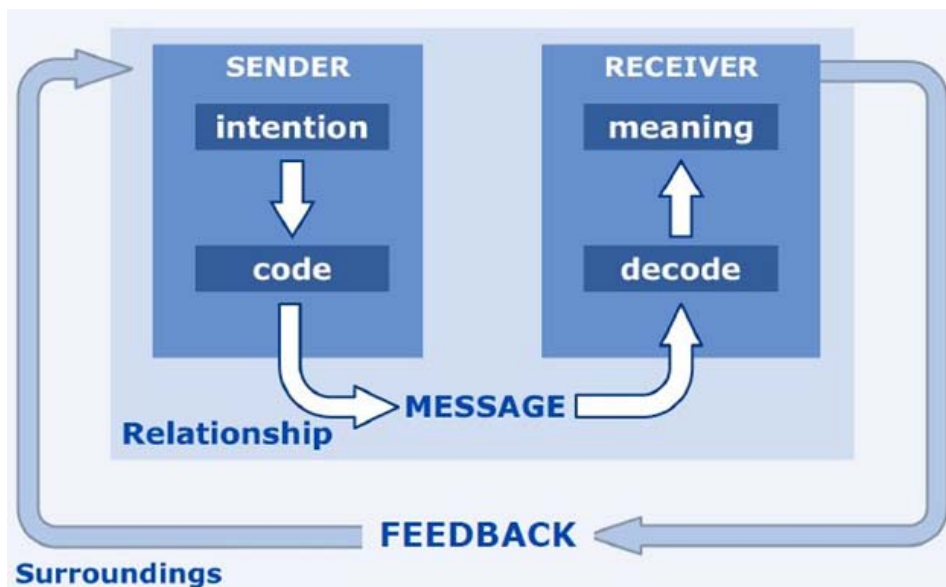 SENDER
RECEIVER
intention
meaning
code
decode
MESSAGE
Relationship
FEEDBACK
Surroundings